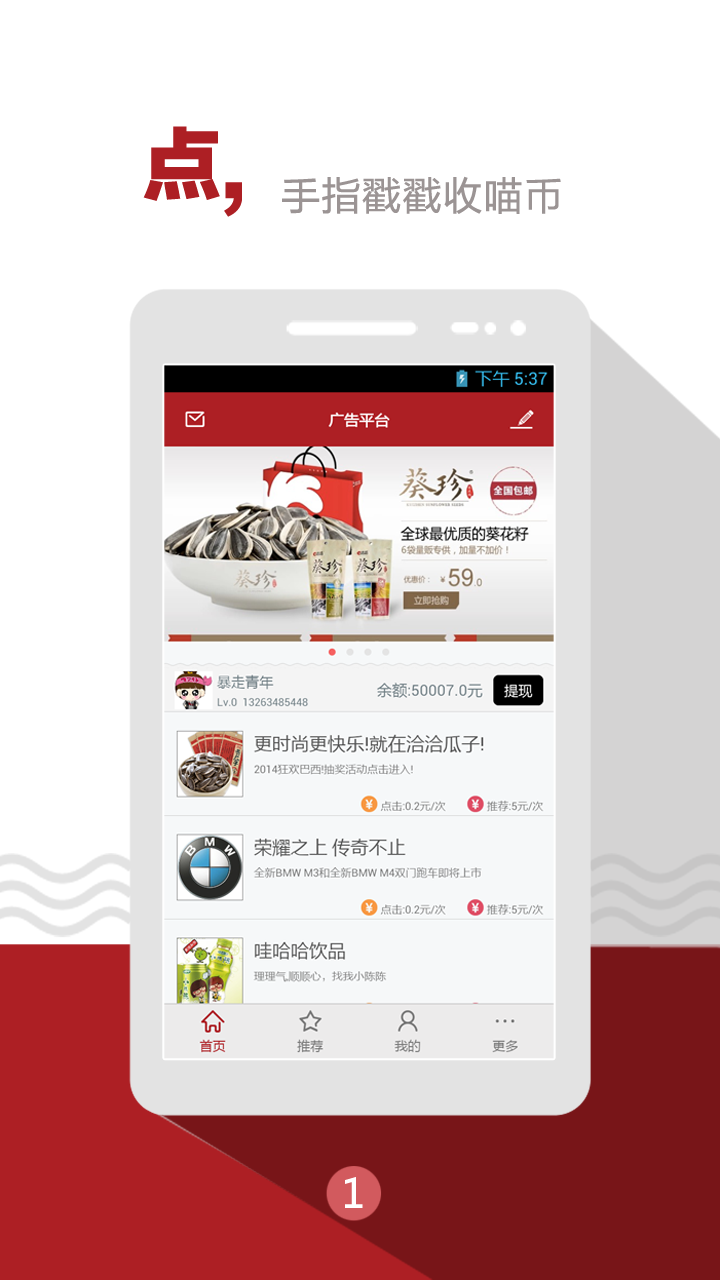 点,
手指戳戳收喵币
下午 5:37
广告平台
葵珍
全国包邮
全球最优质的葵花籽
6袋量贩专供，加量不加价！
优惠价： ¥59.0
立即抢购
葵珍
葵珍
葵珍
暴走青年
Lv.0 13263485448
余额:50007.0元
提现
更时尚更快乐!就在洽洽瓜子!
2014狂欢巴西!抽奖活动点击进入!
¥ 点击:0.2元/次 ¥ 推荐:5元/次
BMW
荣耀之上 传奇不止
全新BMW M3和全新BMW M4双门跑车即将上市
¥ 点击:0.2元/次 ¥ 推荐:5元/次
哇哈哈饮品
理理气,顺顺心，找我小陈陈
首页 推荐 我的 更多
1